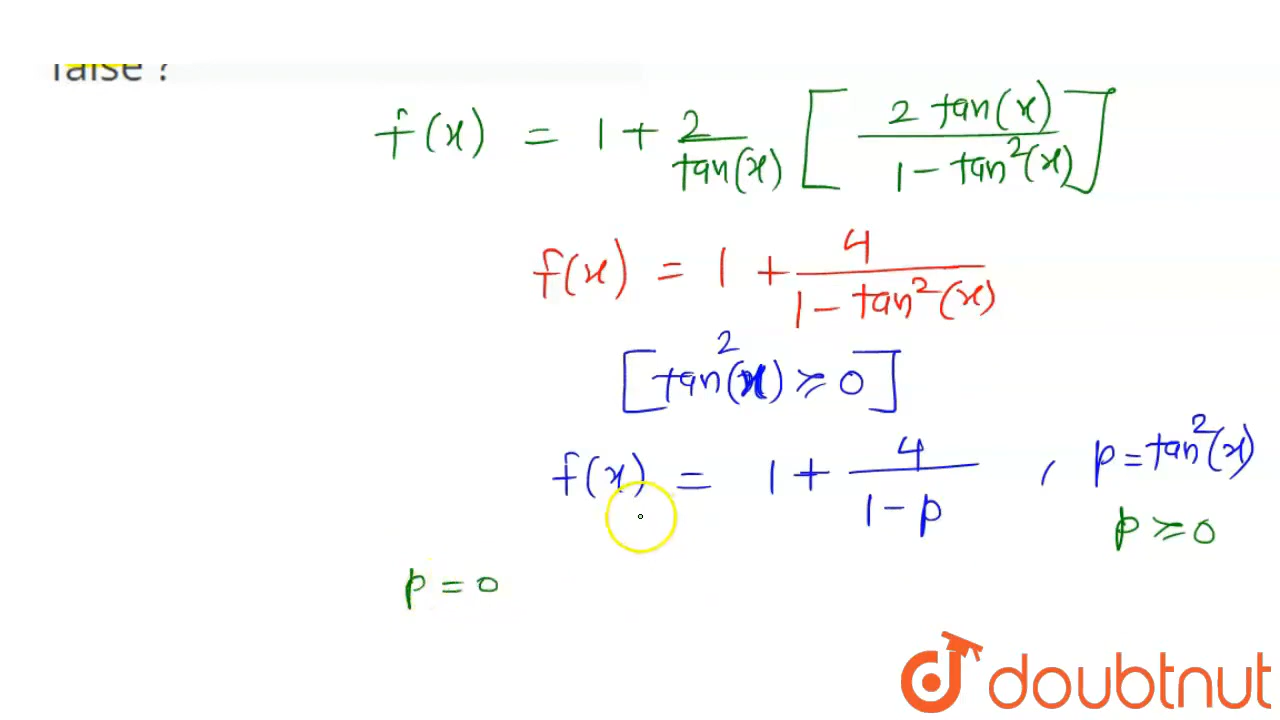 false ?
f(x) = 1 + 2/tan(x) [ 2 tan(x) / 1 - tan²(x) ]
f(x) = 1 + 4 / 1 - tan²(x)
[tan²(x) ≥ 0]
f(x) = 1 + 4 / 1 - p , p = tan²(x)
p ≥ 0
p = 0
doubtnut